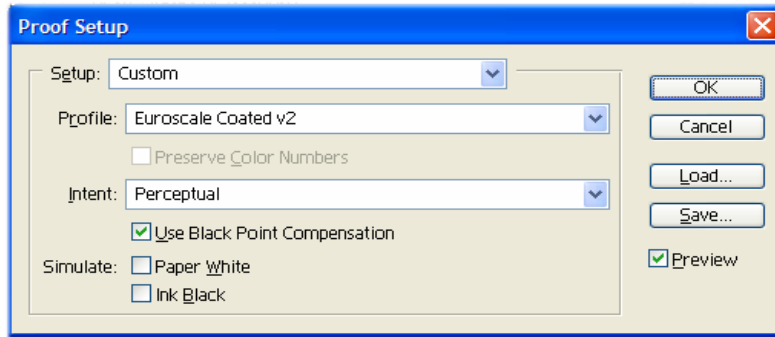 Proof Setup
Setup: Custom
OK
Profile: Euroscale Coated v2
Cancel
Preserve Color Numbers
Load...
Intent: Perceptual
Save...
Use Black Point Compensation
Simulate: Paper White
Preview
Ink Black